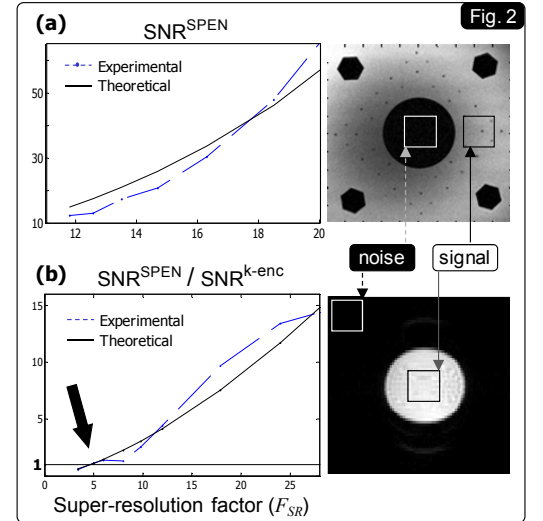 Fig. 2
(a)
SNR^SPEN
Experimental
Theoretical
50
30
10
12 14 16 18 20
noise
signal
(b)
SNR^SPEN / SNR^k-enc
Experimental
Theoretical
15
10
5
1
0 5 10 15 20 25
Super-resolution factor (F_SR)